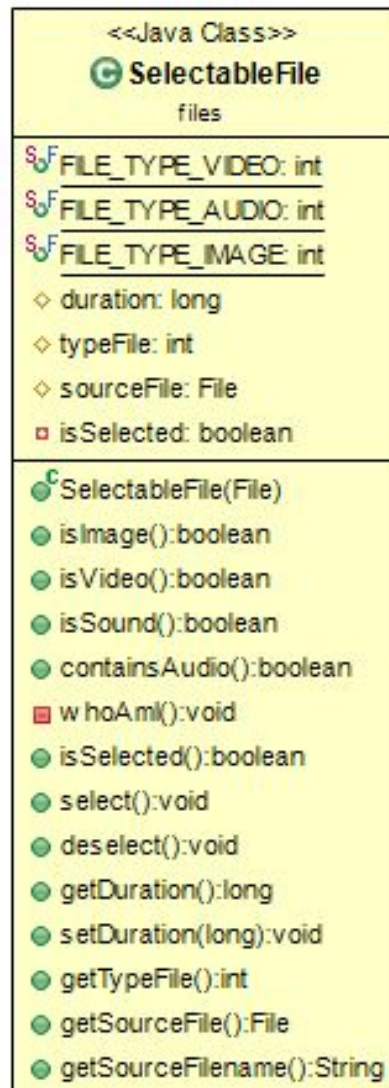 <<Java Class>>
C SelectableFile
files
S F FILE_TYPE_VIDEO: int
S F FILE_TYPE_AUDIO: int
S F FILE_TYPE_IMAGE: int
duration: long
typeFile: int
sourceFile: File
isSelected: boolean
C SelectableFile(File)
isImage():boolean
isVideo():boolean
isSound():boolean
containsAudio():boolean
whoAmI():void
isSelected():boolean
select():void
deselect():void
getDuration():long
setDuration(long):void
getTypeFile():int
getSourceFile():File
getSourceFilename():String